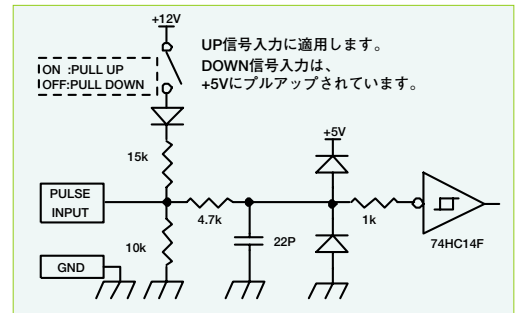 +12V
UP信号入力に適用します。
DOWN信号入力は、
+5Vにプルアップされています。
ON :PULL UP
OFF:PULL DOWN
+5V
15k
PULSE
INPUT
4.7k
1k
10k
22P
74HC14F
GND